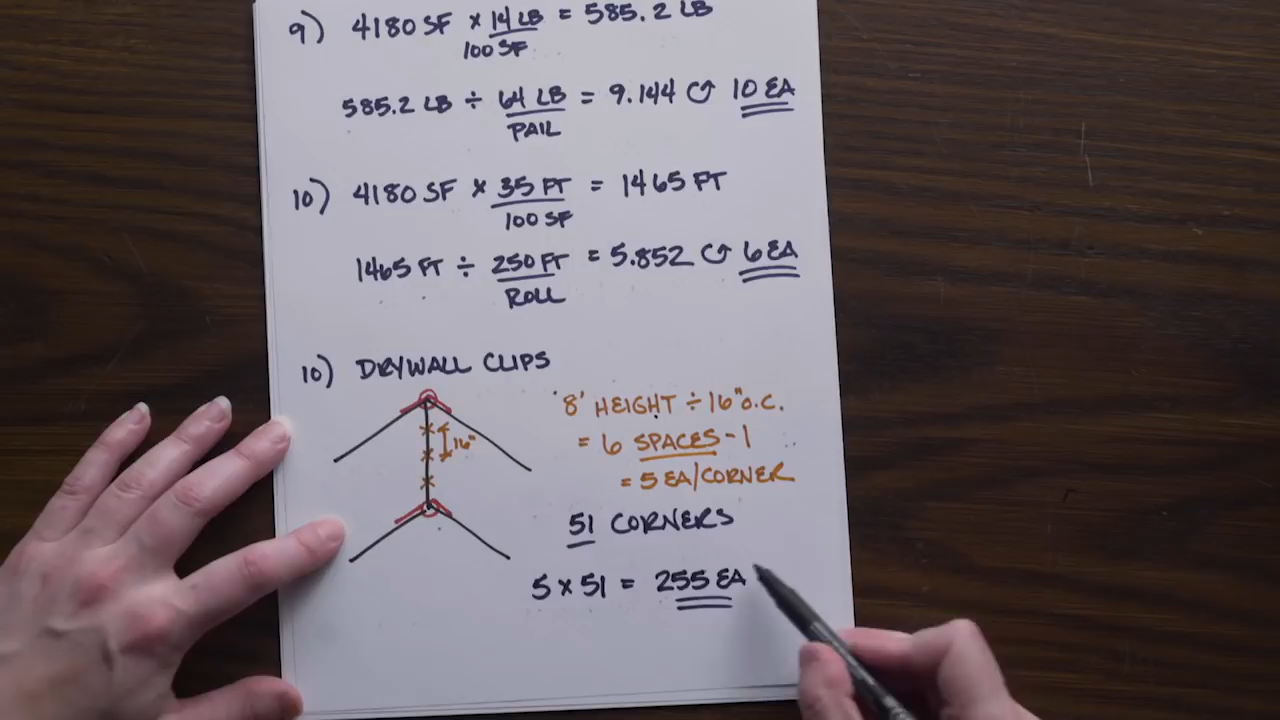 9) 4180 SF × 14 LB = 585.2 LB
100 SF
585.2 LB ÷ 64 LB = 9.144 ↺ 10 EA
PAIL
10) 4180 SF × 35 FT = 1465 FT
100 SF
1465 FT ÷ 250 FT = 5.852 ↺ 6 EA
ROLL
10) DRYWALL CLIPS
8' HEIGHT ÷ 16" O.C.
16"
= 6 SPACES - 1
= 5 EA/CORNER
51 CORNERS
5 × 51 = 255 EA